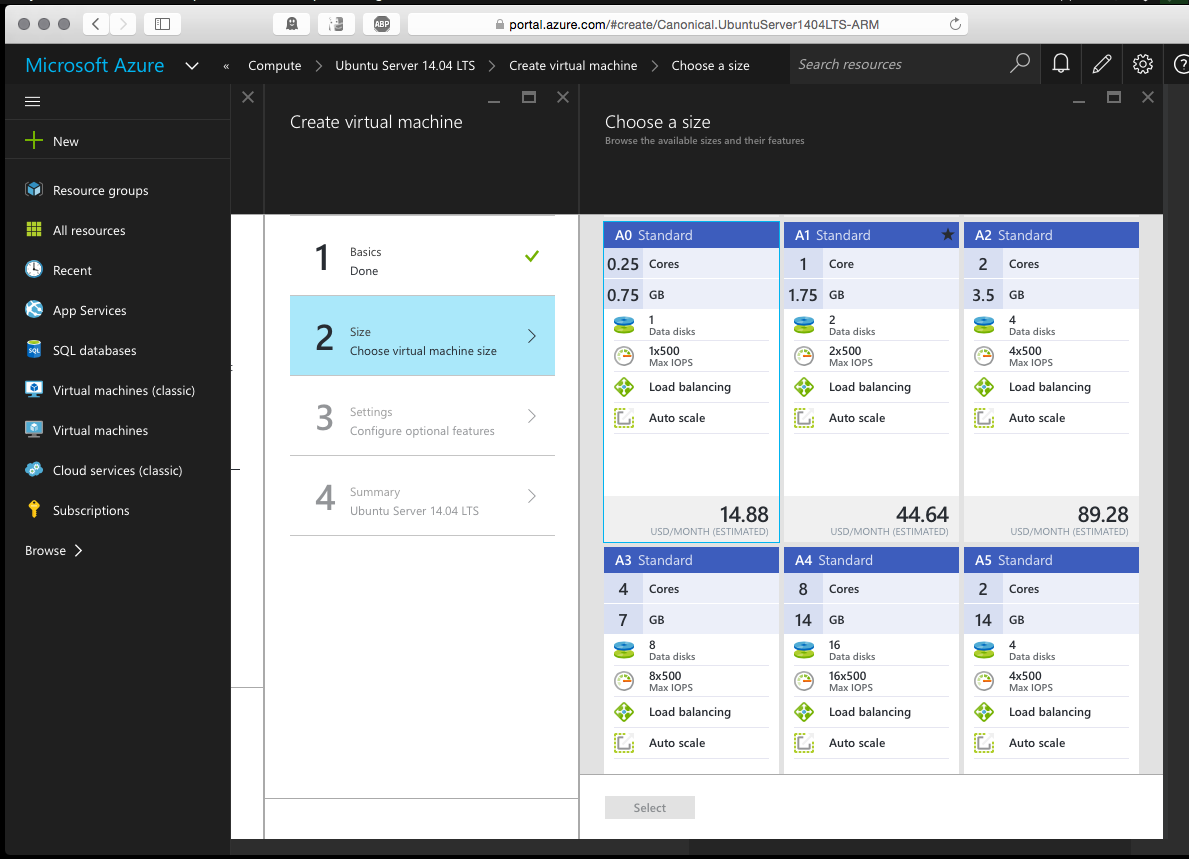 portal.azure.com/#create/Canonical.UbuntuServer1404LTS-ARM
ABP
Microsoft Azure
« Compute > Ubuntu Server 14.04 LTS > Create virtual machine > Choose a size
Search resources
?
New
Resource groups
All resources
Recent
App Services
SQL
SQL databases
Virtual machines (classic)
Virtual machines
Cloud services (classic)
Subscriptions
Browse >
Create virtual machine
1
Basics
Done
2
Size
Choose virtual machine size
3
Settings
Configure optional features
4
Summary
Ubuntu Server 14.04 LTS
Choose a size
Browse the available sizes and their features
A0 Standard
0.25 Cores
0.75 GB
1
Data disks
1x500
Max IOPS
Load balancing
Auto scale
14.88
USD/MONTH (ESTIMATED)
A1 Standard ★
1 Core
1.75 GB
2
Data disks
2x500
Max IOPS
Load balancing
Auto scale
44.64
USD/MONTH (ESTIMATED)
A2 Standard
2 Cores
3.5 GB
4
Data disks
4x500
Max IOPS
Load balancing
Auto scale
89.28
USD/MONTH (ESTIMATED)
A3 Standard
4 Cores
7 GB
8
Data disks
8x500
Max IOPS
Load balancing
Auto scale
A4 Standard
8 Cores
14 GB
16
Data disks
16x500
Max IOPS
Load balancing
Auto scale
A5 Standard
2 Cores
14 GB
4
Data disks
4x500
Max IOPS
Load balancing
Auto scale
Select